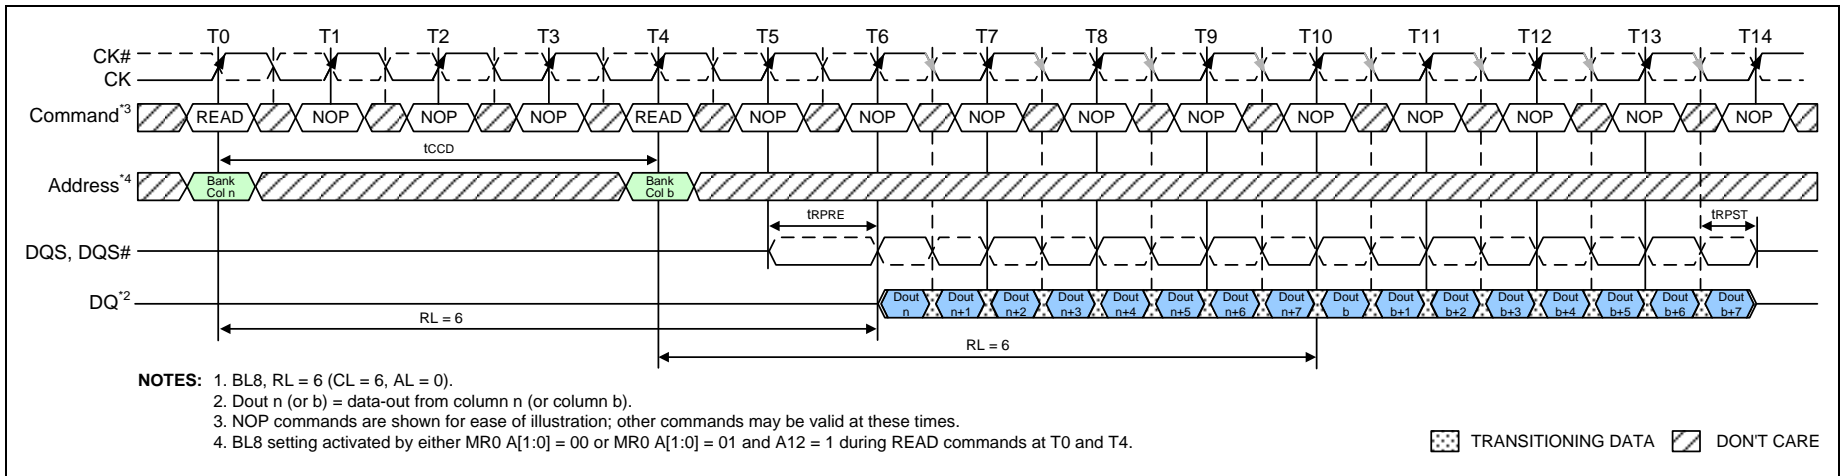 T0 T1 T2 T3 T4 T5 T6 T7 T8 T9 T10 T11 T12 T13 T14
CK#
CK
Command*3 READ NOP NOP NOP READ NOP NOP NOP NOP NOP NOP NOP NOP NOP NOP
tCCD
Address*4 Bank Col n Bank Col b
tRPRE tRPST
DQS, DQS#
DQ*2 Dout n Dout n+1 Dout n+2 Dout n+3 Dout n+4 Dout n+5 Dout n+6 Dout n+7 Dout b Dout b+1 Dout b+2 Dout b+3 Dout b+4 Dout b+5 Dout b+6 Dout b+7
RL = 6
RL = 6
NOTES: 1. BL8, RL = 6 (CL = 6, AL = 0).
2. Dout n (or b) = data-out from column n (or column b).
3. NOP commands are shown for ease of illustration; other commands may be valid at these times.
4. BL8 setting activated by either MR0 A[1:0] = 00 or MR0 A[1:0] = 01 and A12 = 1 during READ commands at T0 and T4.
TRANSITIONING DATA DON'T CARE